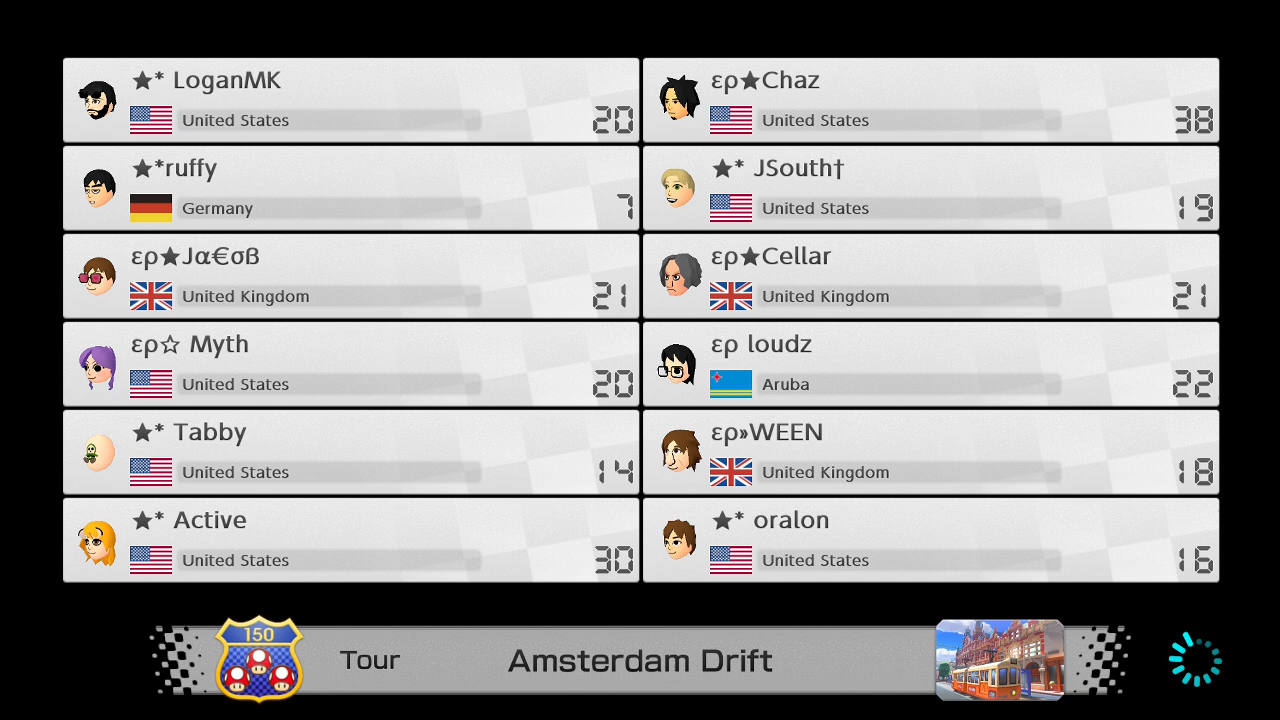 ★* LoganMK
United States
20
ερ★Chaz
United States
38
★*ruffy
Germany
7
★* JSouth†
United States
19
ερ★Jα€σß
United Kingdom
21
ερ★Cellar
United Kingdom
21
ερ☆ Myth
United States
20
ερ loudz
Aruba
22
★* Tabby
United States
14
ερ»WEEN
United Kingdom
18
★* Active
United States
30
★* oralon
United States
16
150
Tour
Amsterdam Drift